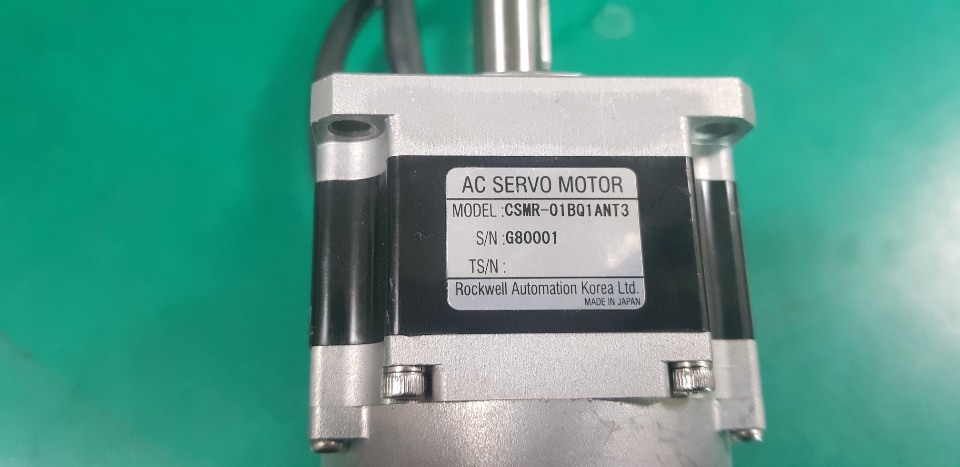 AC SERVO MOTOR
MODEL :CSMR-01BQ1ANT3
S/N :G80001
TS/N :
Rockwell Automation Korea Ltd.
MADE IN JAPAN